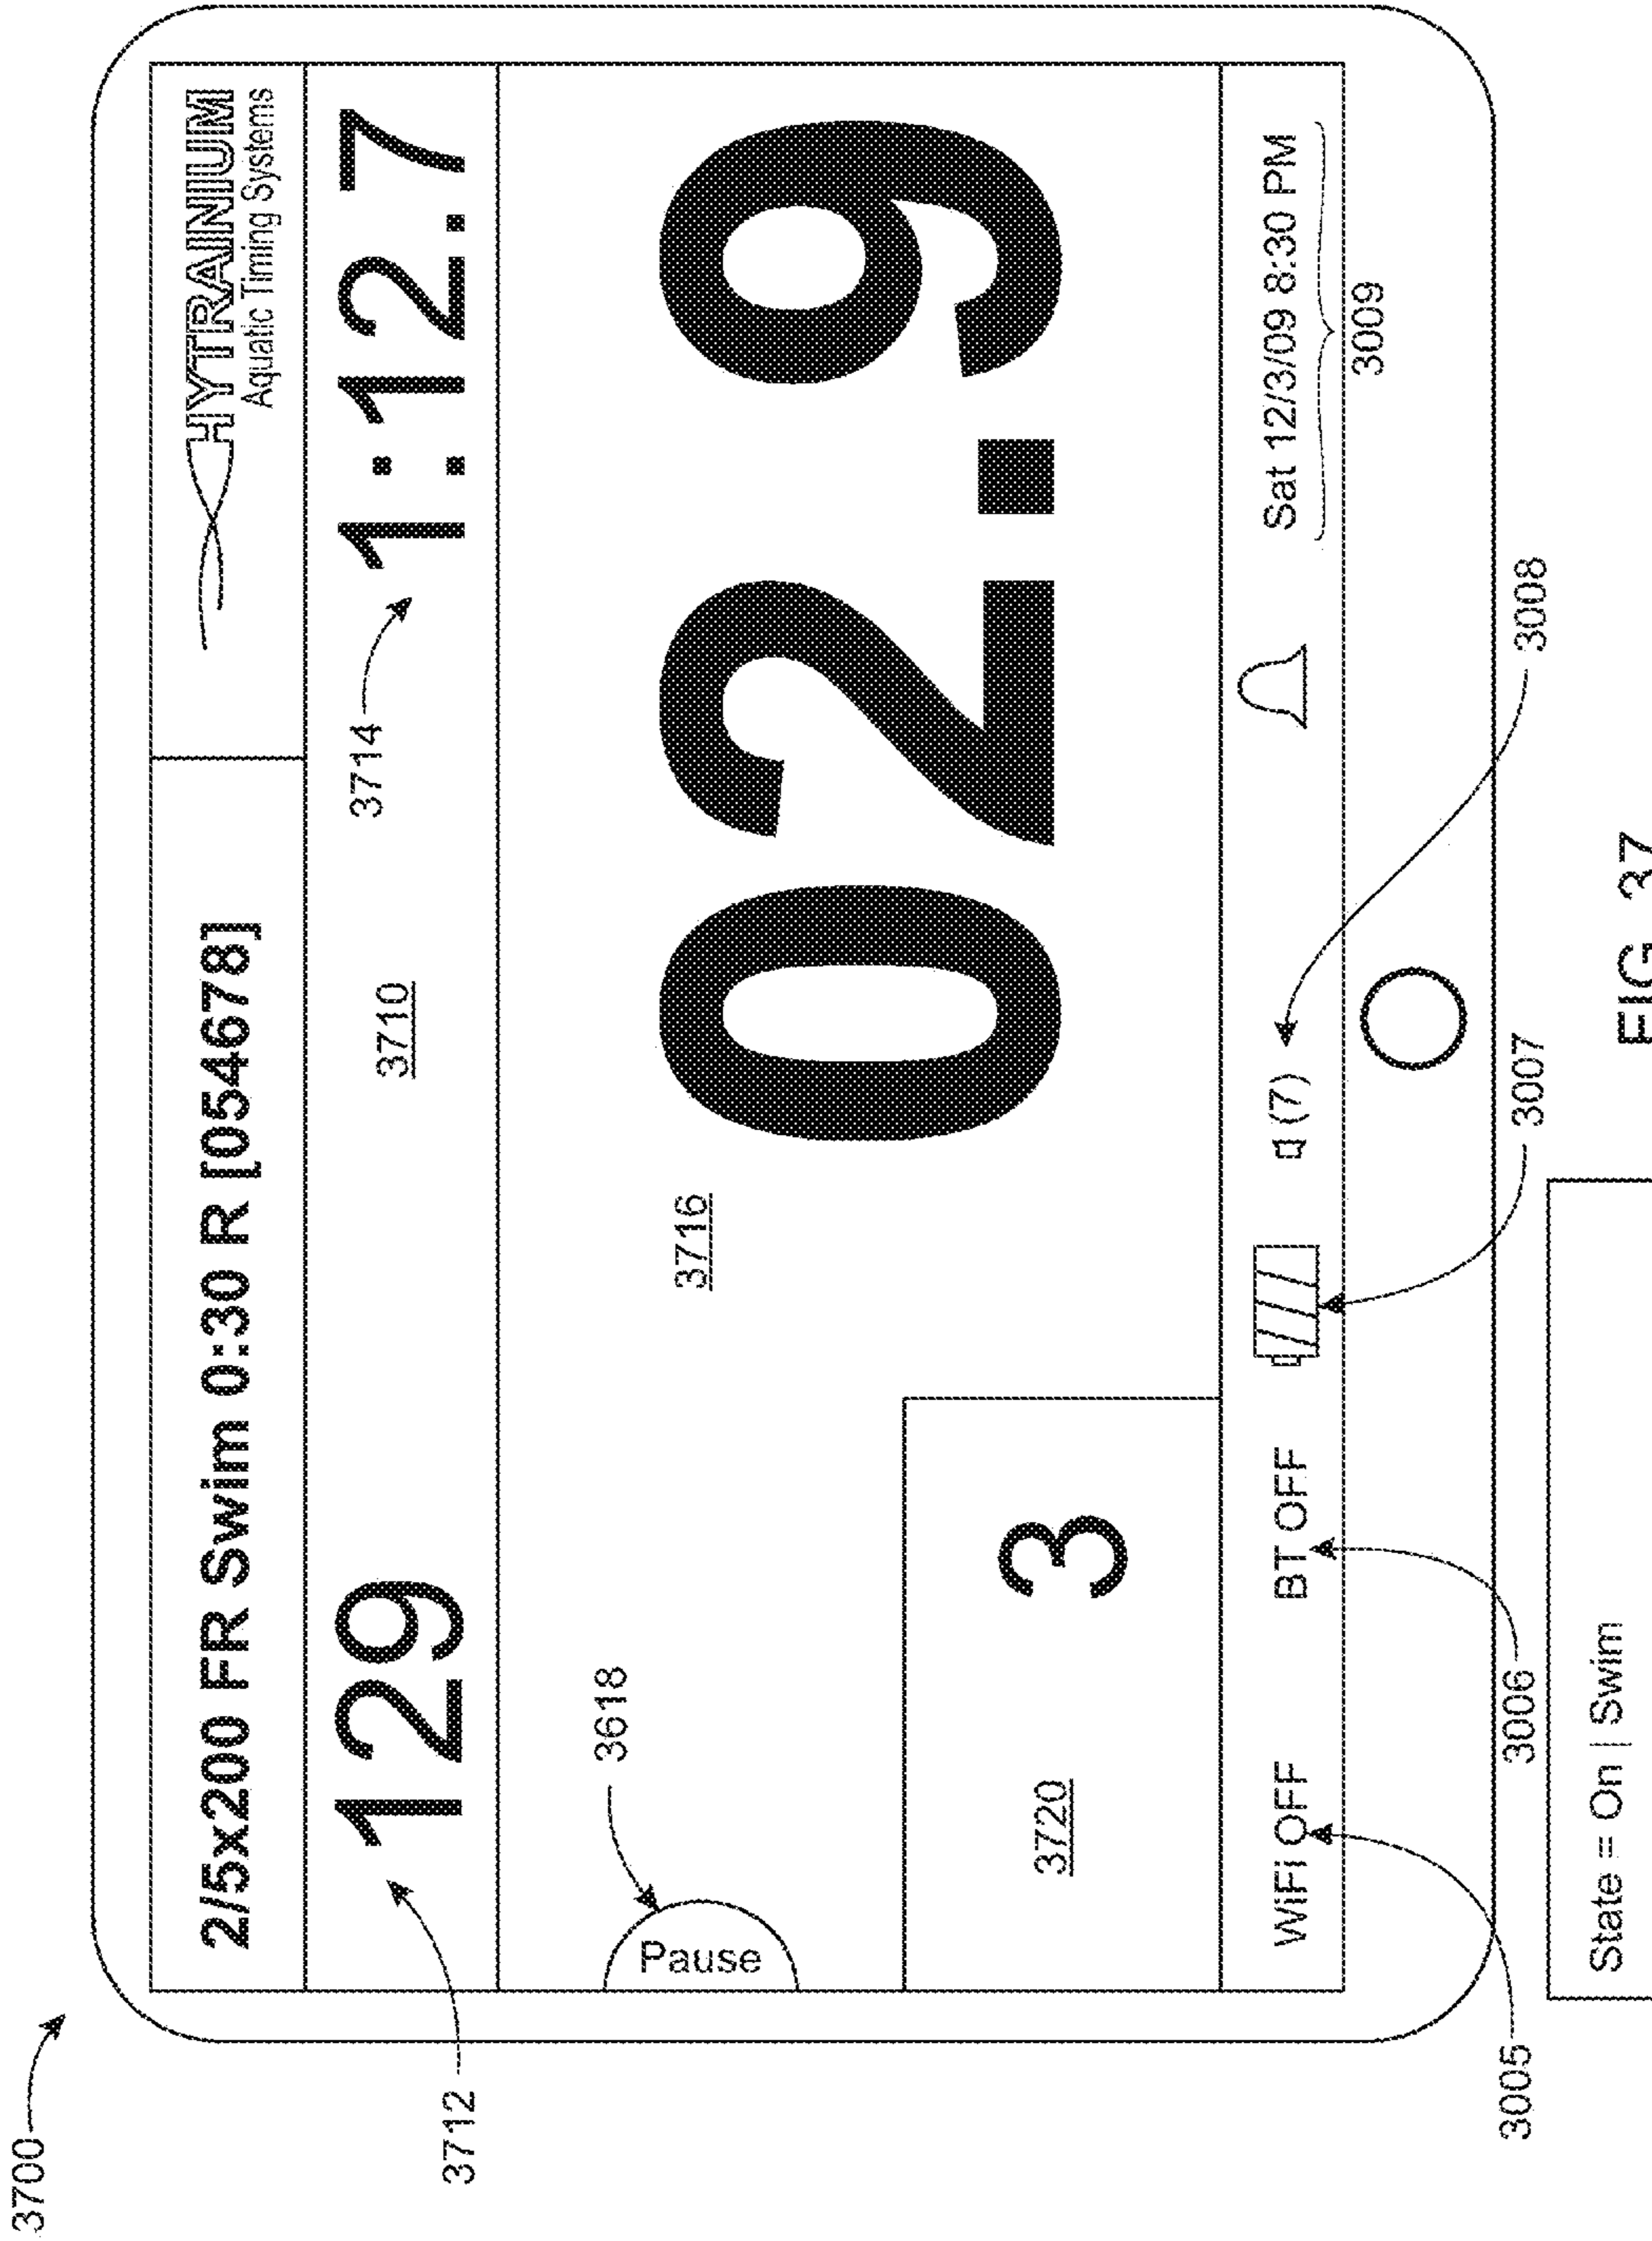 3700
2/5x200 FR Swim 0:30 R [054678]
HYTRAINIUM
Aquatic Timing Systems
3712
129
3710
3714
1:12.7
Pause
3618
3716
02.9
3720
3
WiFi OFF
BT OFF
(7)
Sat 12/3/09 8:30 PM
3009
3005
3006
3007
3008
State = On | Swim
FIG. 37